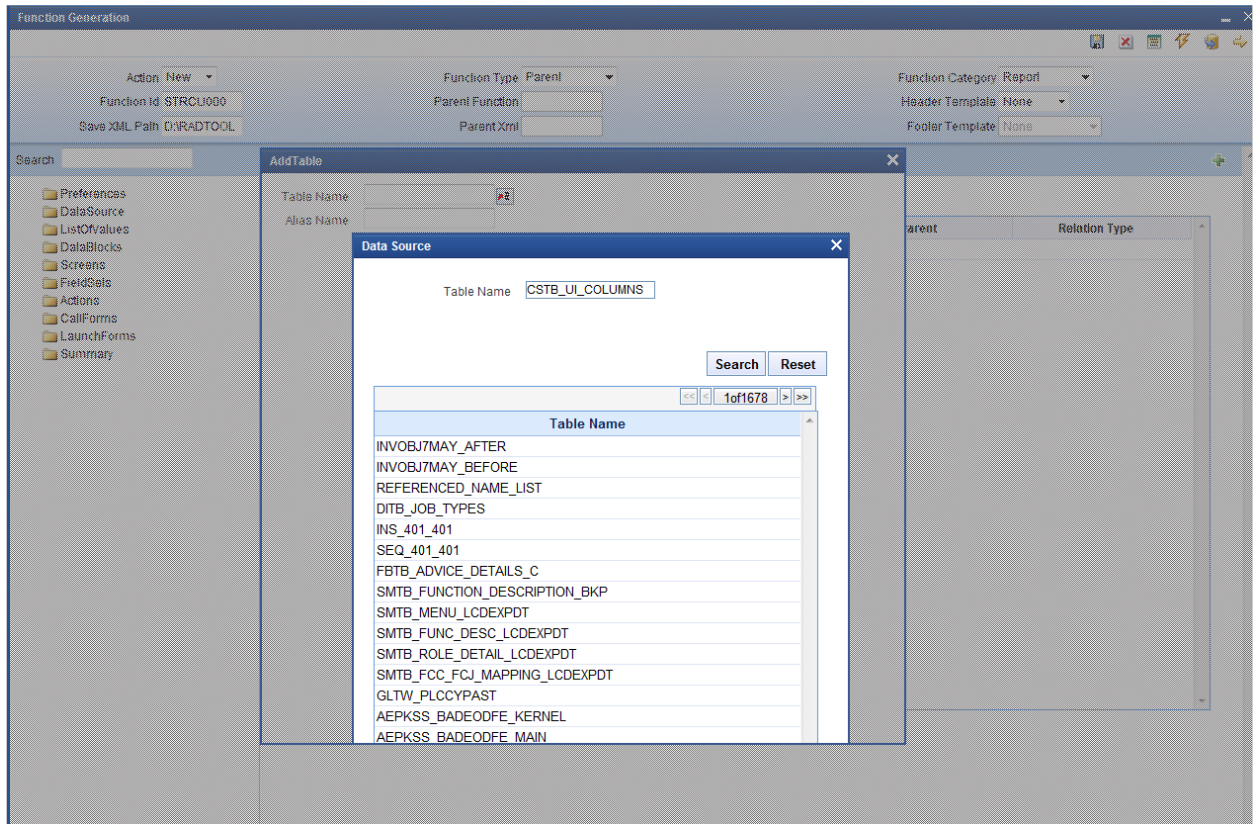 Function Generation
Action New Function Type Parent Function Category Report
Function Id STRCU000 Parent Function Header Template None
Save XML Path D:\RADTOOL Parent Xml Footer Template None
Search AddTable
Preferences
DataSource
ListOfValues
DataBlocks
Screens
FieldSets
Actions
CallForms
LaunchForms
Summary
Table Name
Alias Name
arent Relation Type
Data Source
Table Name CSTB_UI_COLUMNS
Search Reset
<< < 1of1678 > >>
Table Name
INVOBJ7MAY_AFTER
INVOBJ7MAY_BEFORE
REFERENCED_NAME_LIST
DITB_JOB_TYPES
INS_401_401
SEQ_401_401
FBTB_ADVICE_DETAILS_C
SMTB_FUNCTION_DESCRIPTION_BKP
SMTB_MENU_LCDEXPDT
SMTB_FUNC_DESC_LCDEXPDT
SMTB_ROLE_DETAIL_LCDEXPDT
SMTB_FCC_FCJ_MAPPING_LCDEXPDT
GLTW_PLCCYPAST
AEPKSS_BADEODFE_KERNEL
AEPKSS_BADEODFE_MAIN